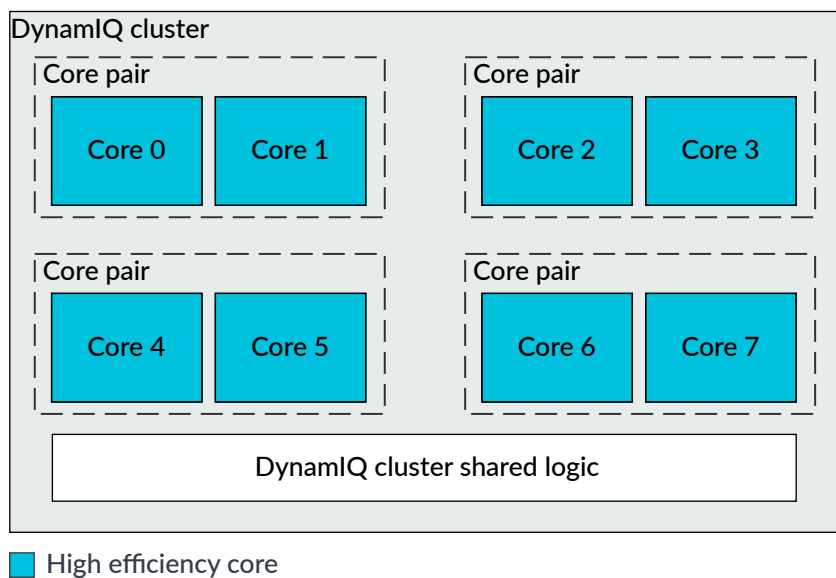 DynamIQ cluster
Core pair
Core 0
Core 1
Core pair
Core 2
Core 3
Core pair
Core 4
Core 5
Core pair
Core 6
Core 7
DynamIQ cluster shared logic
High efficiency core